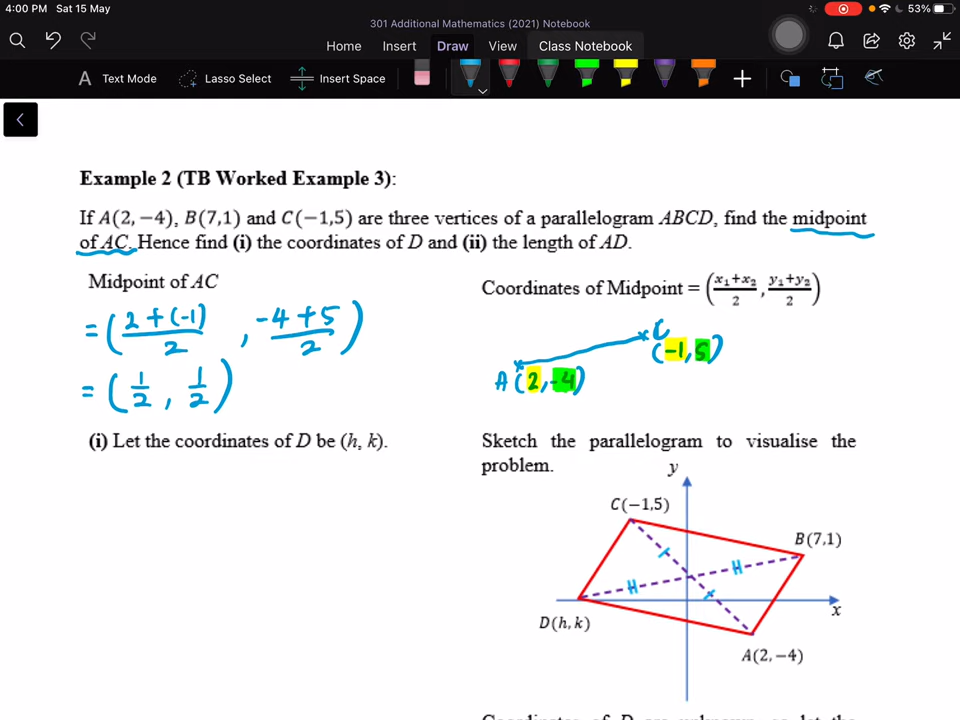 4:00 PM Sat 15 May
53%
301 Additional Mathematics (2021) Notebook
Home Insert Draw View Class Notebook
A Text Mode Lasso Select Insert Space
Example 2 (TB Worked Example 3):
If A(2, −4), B(7,1) and C(−1,5) are three vertices of a parallelogram ABCD, find the midpoint
of AC. Hence find (i) the coordinates of D and (ii) the length of AD.
Midpoint of AC
= (2+(-1)/2 , -4+5/2)
= (1/2 , 1/2)
(i) Let the coordinates of D be (h, k).
Coordinates of Midpoint = (x₁+x₂/2 , y₁+y₂/2)
C
(-1,5)
A(2,-4)
Sketch the parallelogram to visualise the
problem.
y
C(−1,5)
B(7,1)
x
D(h, k)
A(2, −4)